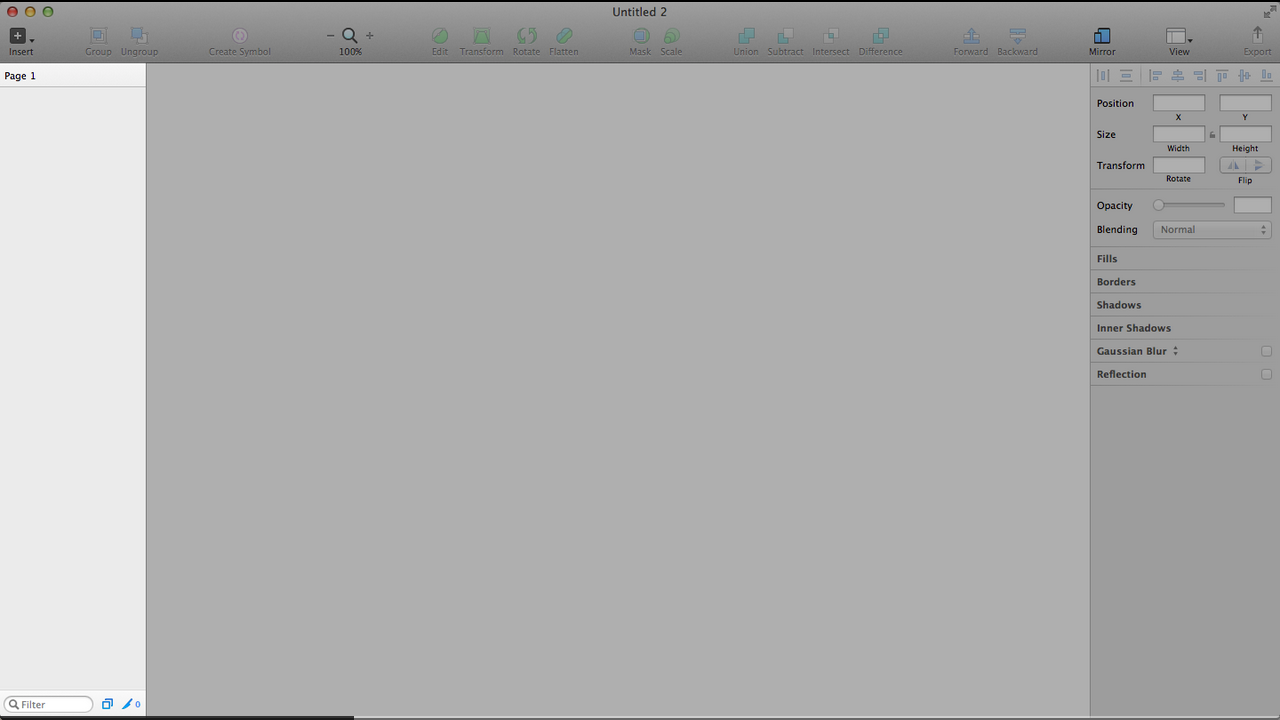 Untitled 2
Insert Group Ungroup Create Symbol 100% Edit Transform Rotate Flatten Mask Scale Union Subtract Intersect Difference Forward Backward Mirror View Export
Page 1
Position
X Y
Size
Width Height
Transform
Rotate Flip
Opacity
Blending Normal
Fills
Borders
Shadows
Inner Shadows
Gaussian Blur
Reflection
Filter 0